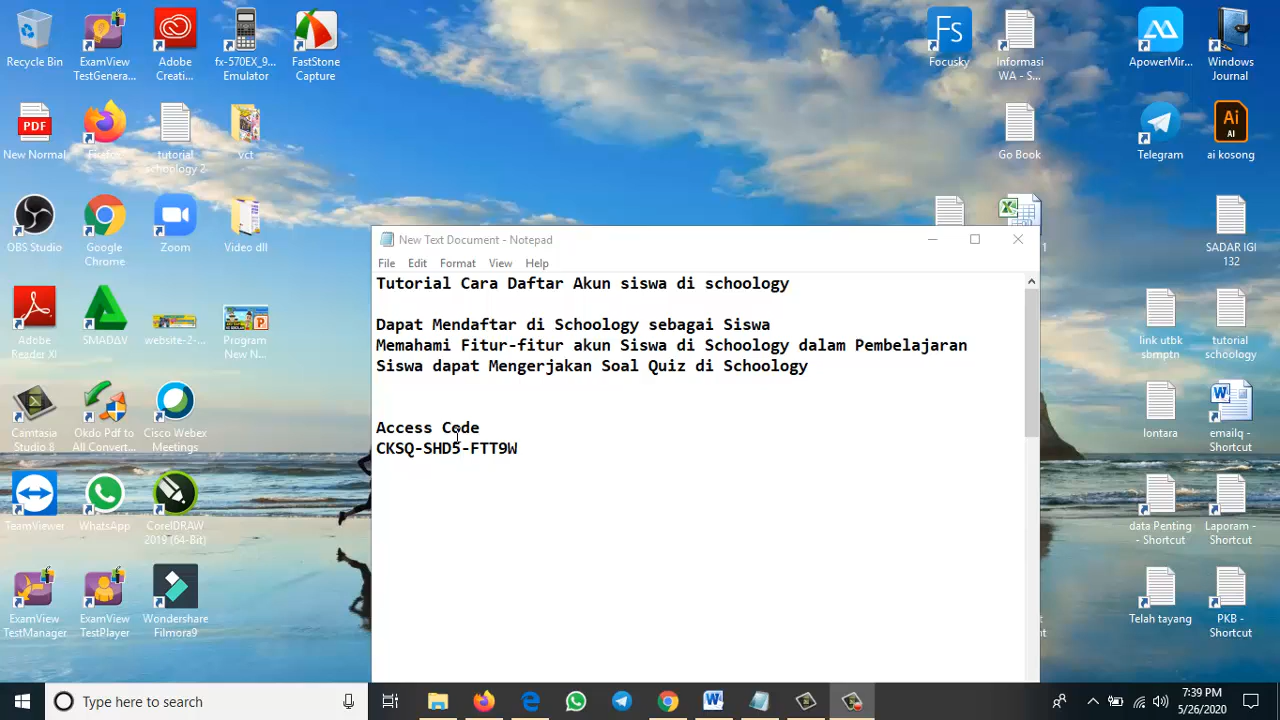 Recycle Bin
ExamView TestGenera...
Adobe Creati...
fx-570EX_9... Emulator
FastStone Capture
Fs
Focusky
Informasi WA - S...
ApowerMir...
Windows Journal
PDF
New Normal
Firefox
tutorial schoology 2
vct
Go Book
Telegram
Ai
AI
ai kosong
OBS Studio
Google Chrome
Zoom
Video dll
SADAR IGI 132
New Text Document - Notepad
File Edit Format View Help
Tutorial Cara Daftar Akun siswa di schoology
Dapat Mendaftar di Schoology sebagai Siswa
Memahami Fitur-fitur akun Siswa di Schoology dalam Pembelajaran
Siswa dapat Mengerjakan Soal Quiz di Schoology
Access Code
CKSQ-SHD5-FTT9W
Adobe Reader XI
SMADΔV
website-2-...
Program New N...
link utbk sbmptn
tutorial schoology
Camtasia Studio 8
Okdo Pdf to All Convert...
Cisco Webex Meetings
lontara
emailq - Shortcut
TeamViewer
WhatsApp
CorelDRAW 2019 (64-Bit)
data Penting - Shortcut
Laporam - Shortcut
ExamView TestManager
ExamView TestPlayer
Wondershare Filmora9
Telah tayang
PKB - Shortcut
Type here to search
7:39 PM
5/26/2020